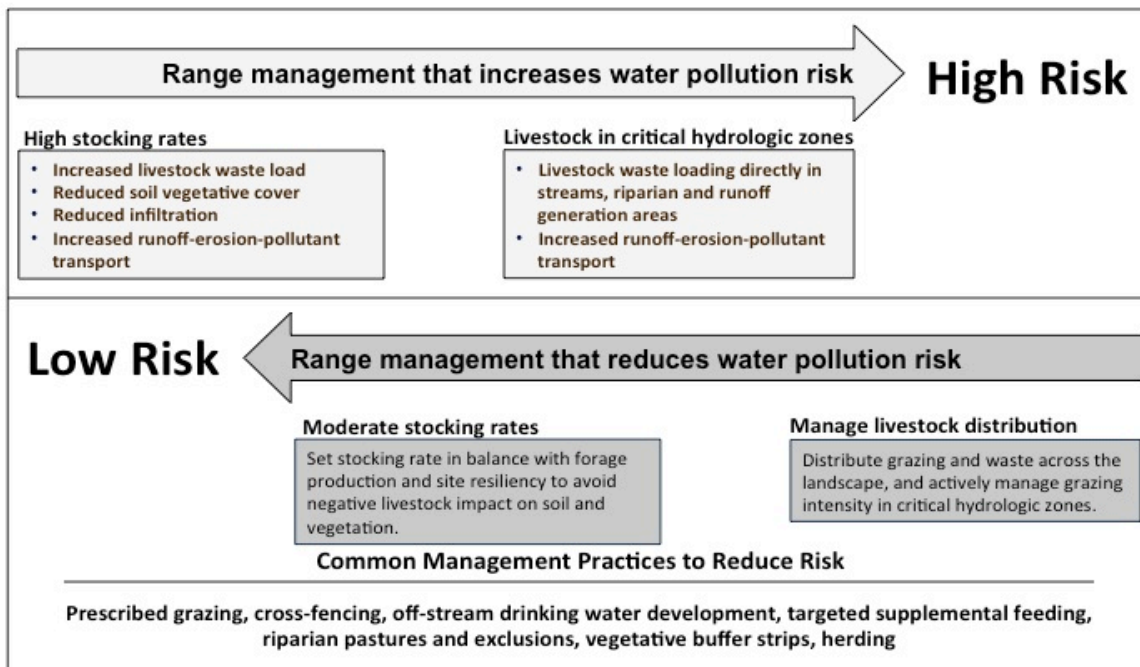 Range management that increases water pollution risk
High Risk
High stocking rates
• Increased livestock waste load
• Reduced soil vegetative cover
• Reduced infiltration
• Increased runoff-erosion-pollutant
transport
Livestock in critical hydrologic zones
• Livestock waste loading directly in
streams, riparian and runoff
generation areas
• Increased runoff-erosion-pollutant
transport
Low Risk
Range management that reduces water pollution risk
Moderate stocking rates
Set stocking rate in balance with forage
production and site resiliency to avoid
negative livestock impact on soil and
vegetation.
Manage livestock distribution
Distribute grazing and waste across the
landscape, and actively manage grazing
intensity in critical hydrologic zones.
Common Management Practices to Reduce Risk
Prescribed grazing, cross-fencing, off-stream drinking water development, targeted supplemental feeding,
riparian pastures and exclusions, vegetative buffer strips, herding